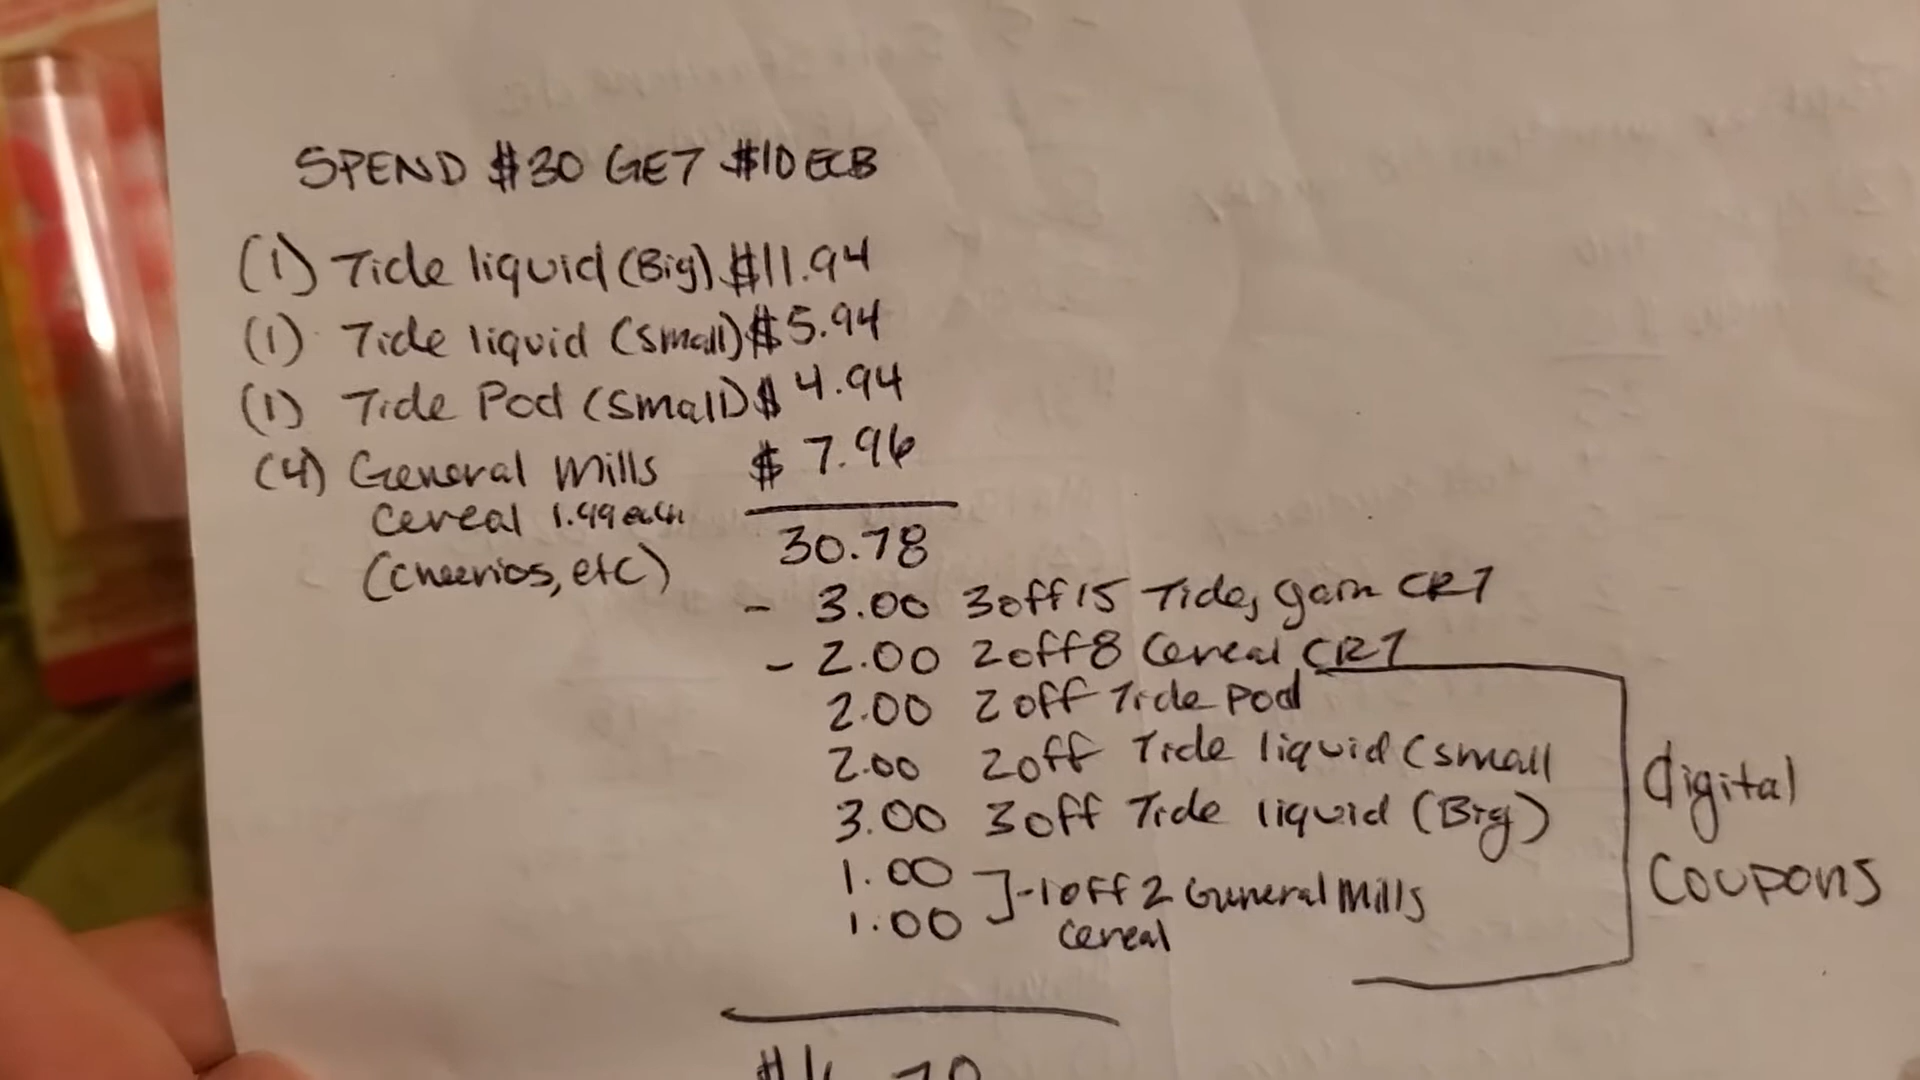 SPEND $30 GET $10 ECB
(1) Tide liquid (Big) $11.94
(1) Tide liquid (small) $5.94
(1) Tide Pod (small) $4.94
(4) General Mills $7.96
cereal 1.99 each
(cheerios, etc)
30.78
- 3.00 3off15 Tide, gain CRT
- 2.00 2off8 Cereal CRT
2.00 2off Tide pod
2.00 2off Tide liquid (small
3.00 3off Tide liquid (Big)
1.00
1.00
]-1off 2 General Mills
cereal
digital
Coupons